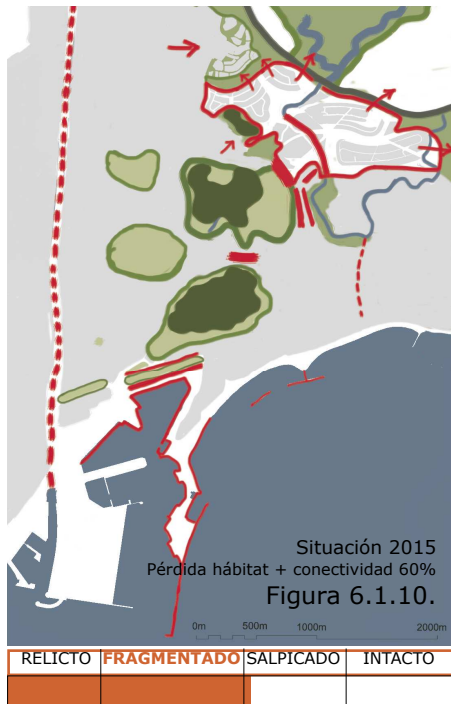 Situación 2015
Pérdida hábitat + conectividad 60%
Figura 6.1.10.
0m 500m 1000m 2000m
RELICTO FRAGMENTADO SALPICADO INTACTO